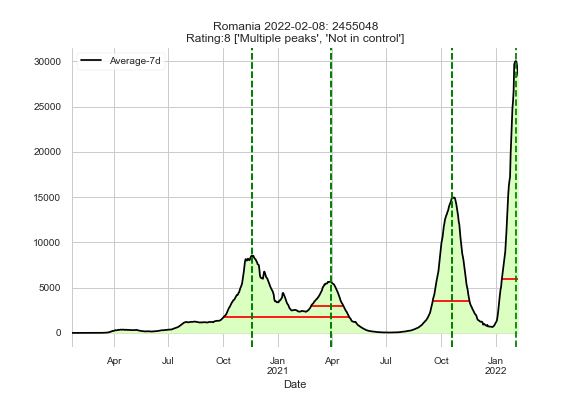 Romania 2022-02-08: 2455048
Rating:8 ['Multiple peaks', 'Not in control']
Average-7d
30000
25000
20000
15000
10000
5000
0
Apr Jul Oct Jan Apr Jul Oct Jan
2021 2022
Date